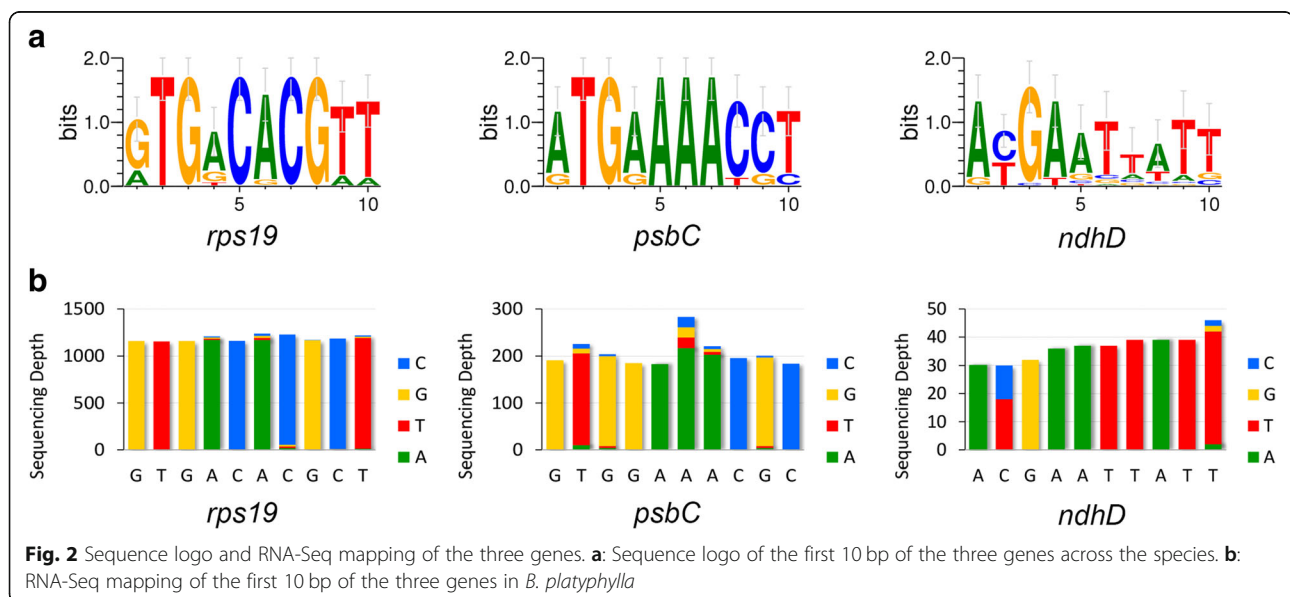 a
2.0
1.0
0.0
bits
GTGACACGTT
A G T G A A
5 10
rps19
2.0
1.0
0.0
bits
ATGAAACCT
G G T G C
5 10
psbC
2.0
1.0
0.0
bits
ACGAATTATT
5 10
ndhD
b
Sequencing Depth
1500
1000
500
0
G T G A C A C G C T
rps19
C
G
T
A
Sequencing Depth
300
200
100
0
G T G G A A A C G C
psbC
C
G
T
A
Sequencing Depth
50
40
30
20
10
0
A C G A A T T A T T
ndhD
C
G
T
A
Fig. 2 Sequence logo and RNA-Seq mapping of the three genes. a: Sequence logo of the first 10 bp of the three genes across the species. b:
RNA-Seq mapping of the first 10 bp of the three genes in B. platyphylla